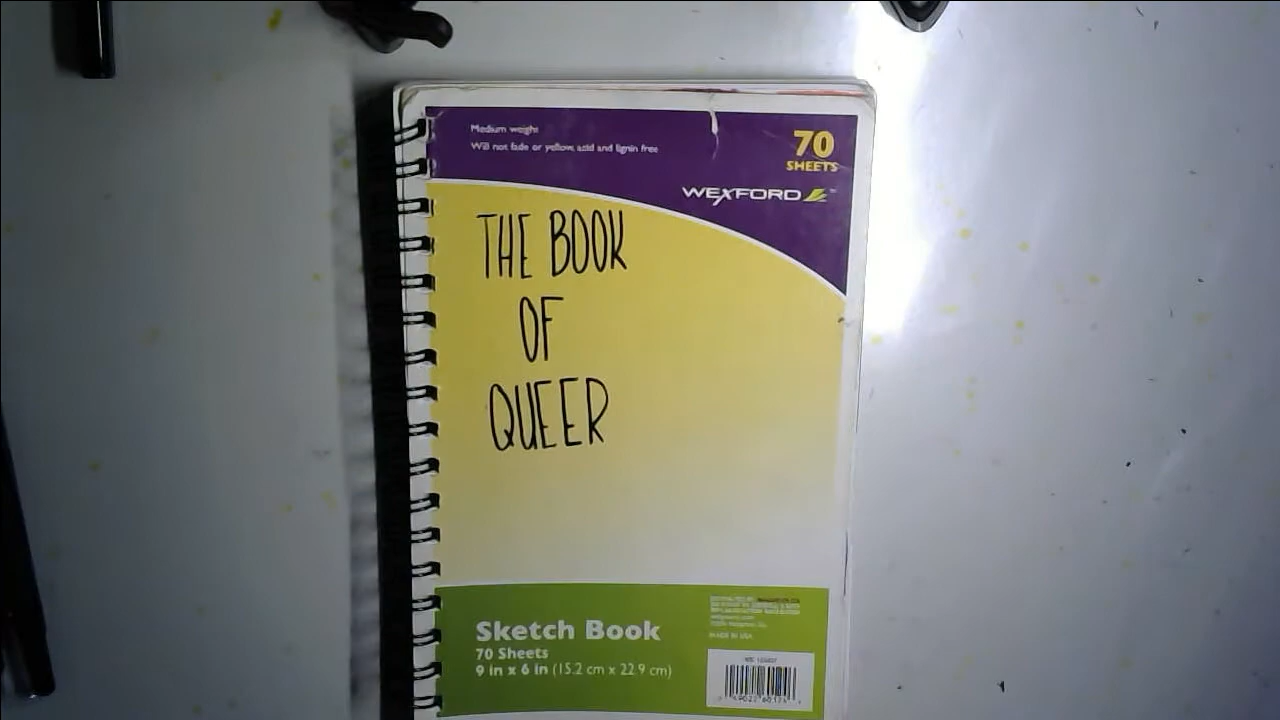 Medium weight
Will not fade or yellow, acid and lignin free
70
SHEETS
WEXFORD
THE BOOK
OF
QUEER
Sketch Book
70 Sheets
9 in x 6 in (15.2 cm x 22.9 cm)
MADE IN USA